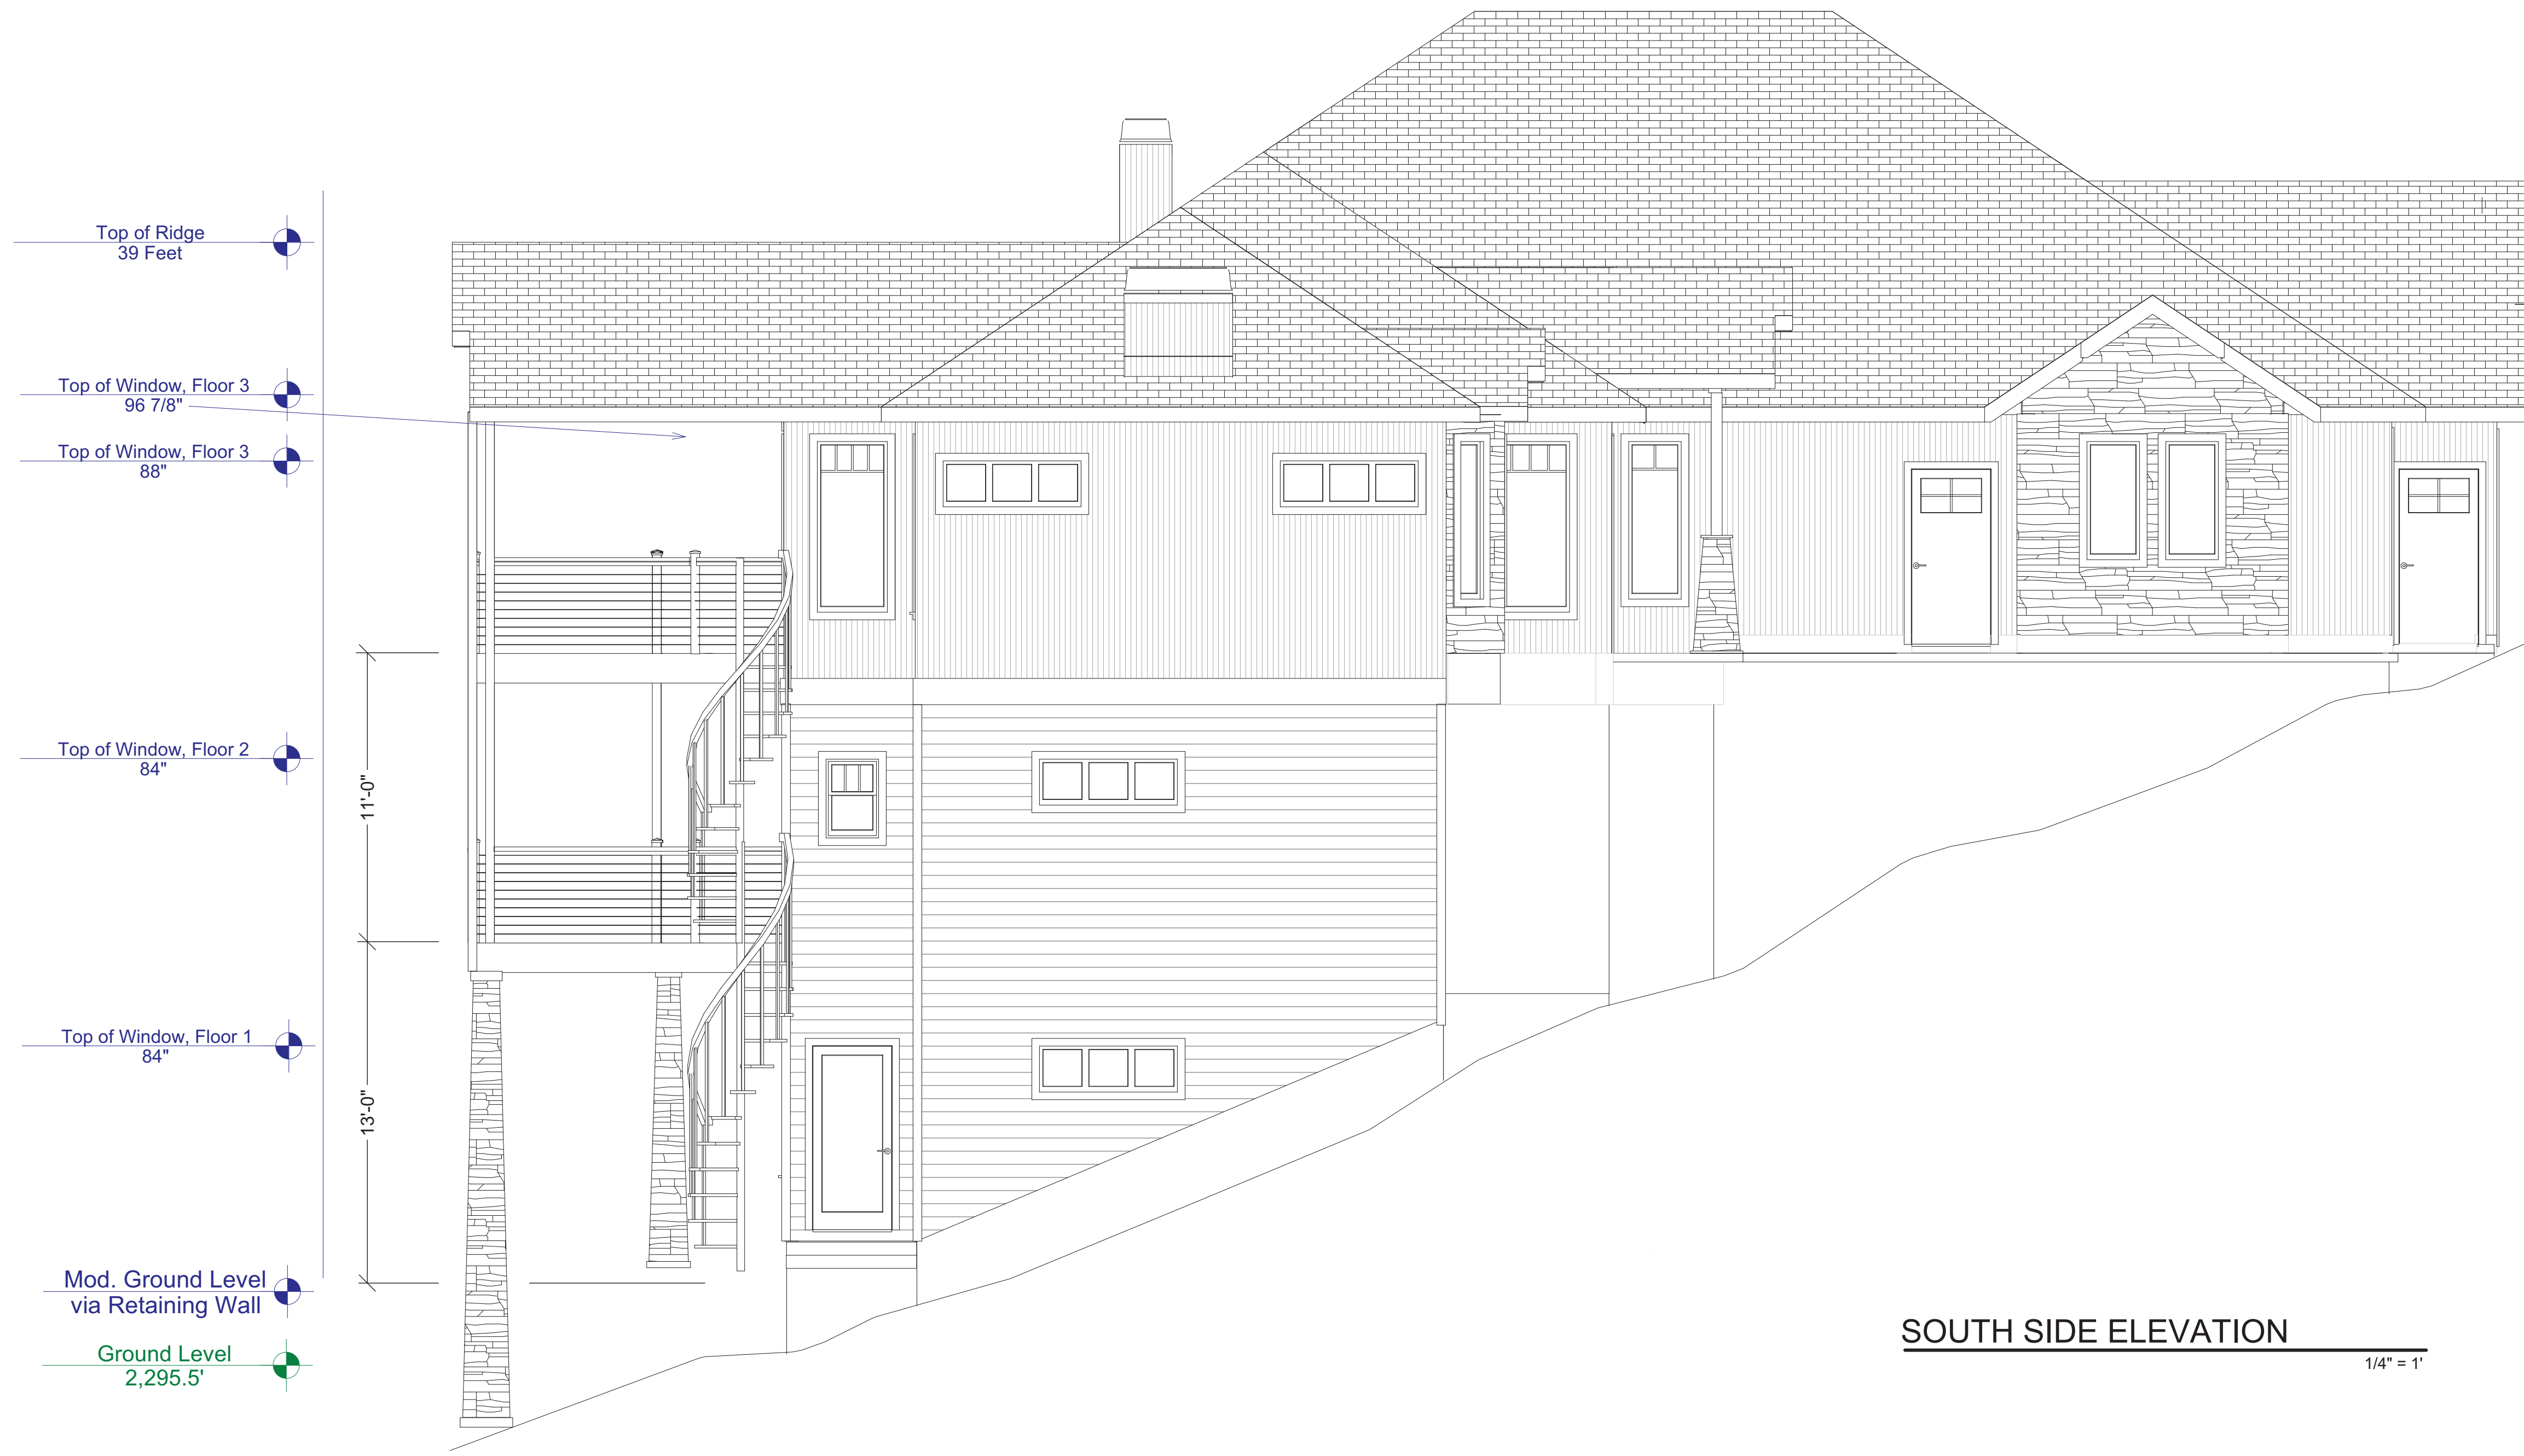 Top of Ridge
39 Feet
Top of Window, Floor 3
96 7/8"
Top of Window, Floor 3
88"
Top of Window, Floor 2
84"
11'-0"
Top of Window, Floor 1
84"
13'-0"
Mod. Ground Level
via Retaining Wall
Ground Level
2,295.5'
SOUTH SIDE ELEVATION
1/4" = 1'